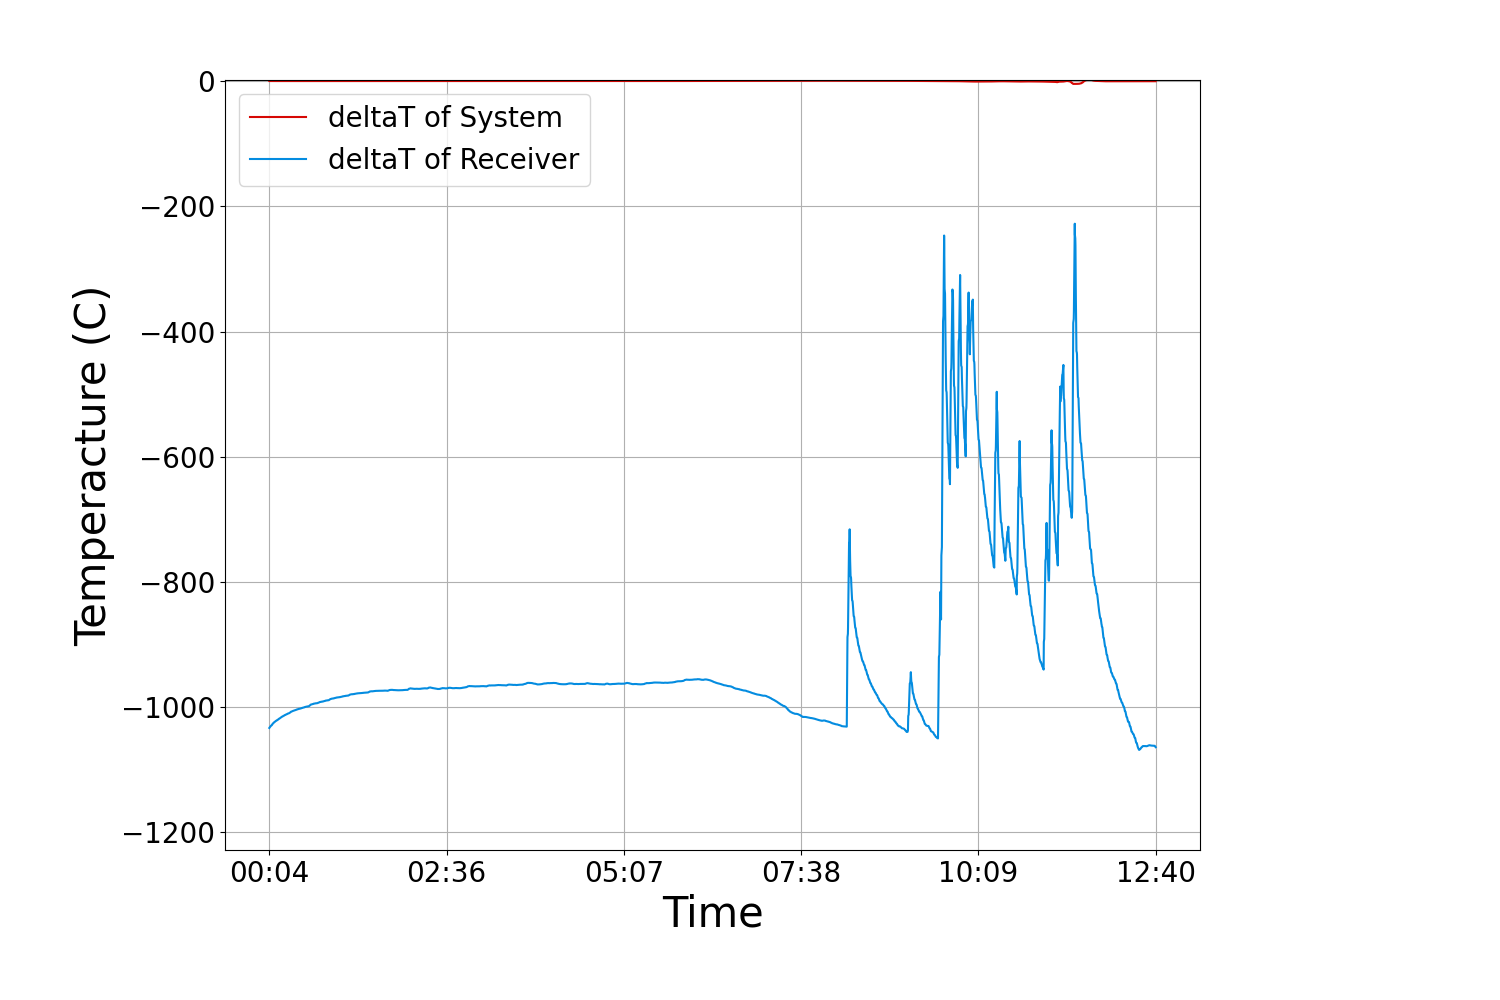 0
deltaT of System
deltaT of Receiver
−200
−400
−600
−800
−1000
−1200
Temperacture (C)
00:04 02:36 05:07 07:38 10:09 12:40
Time